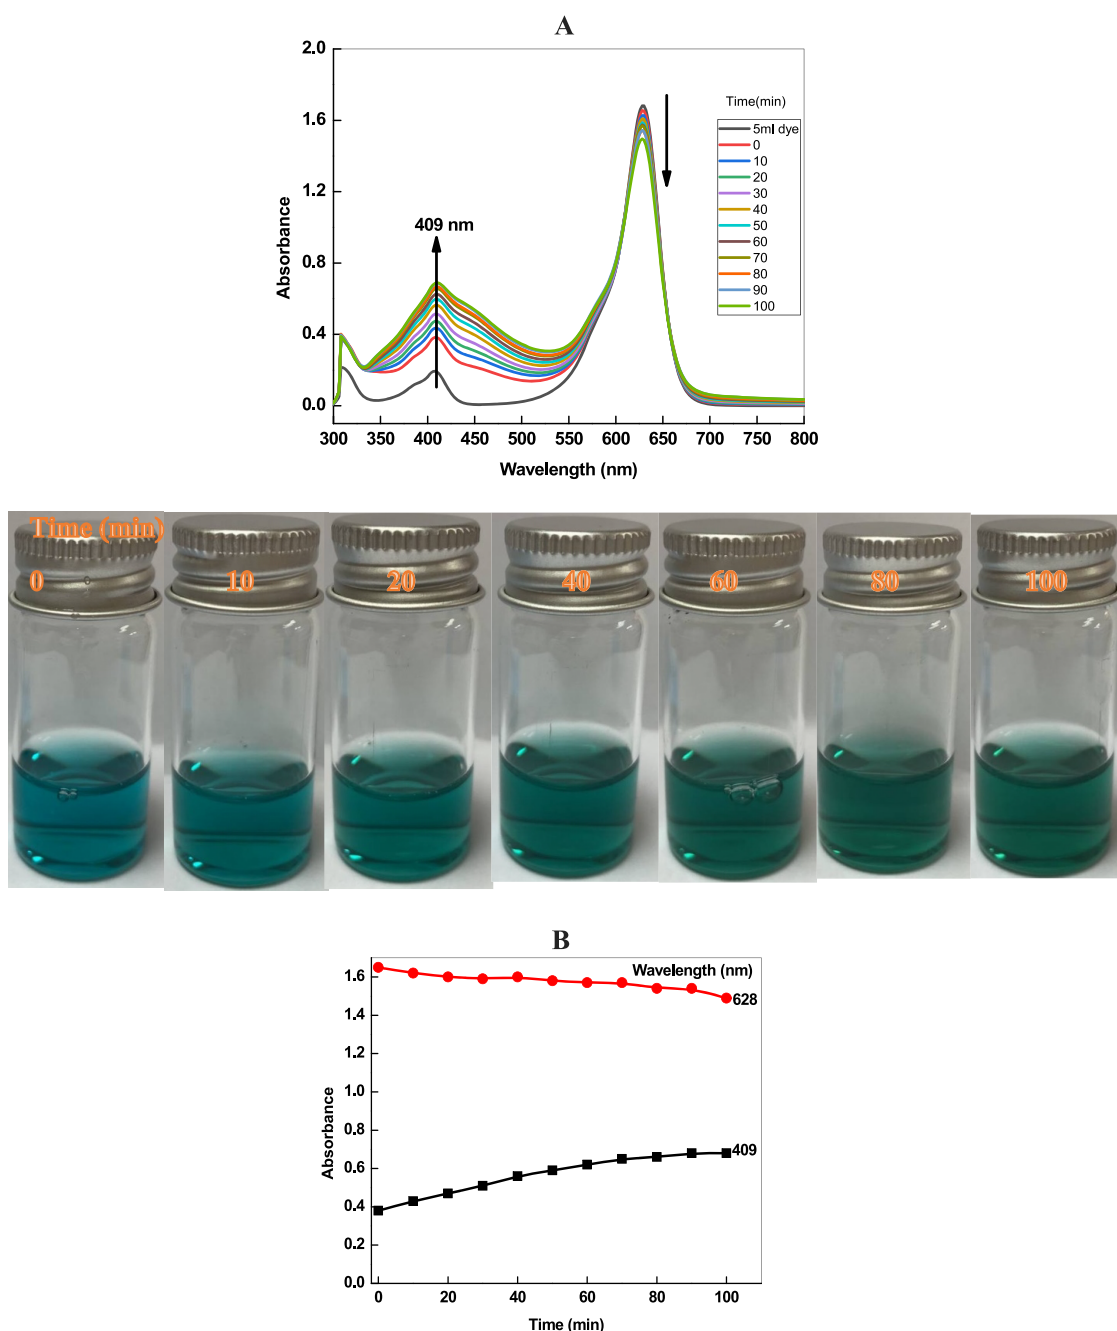 A
2.0
1.6
1.2
0.8
0.4
0.0
Absorbance
300 350 400 450 500 550 600 650 700 750 800
Wavelength (nm)
409 nm
Time(min)
5ml dye
0
10
20
30
40
50
60
70
80
90
100
Time (min)
0 10 20 40 60 80 100
B
Wavelength (nm)
628
409
1.6
1.4
1.2
1.0
0.8
0.6
0.4
0.2
0.0
Absorbance
0 20 40 60 80 100
Time (min)